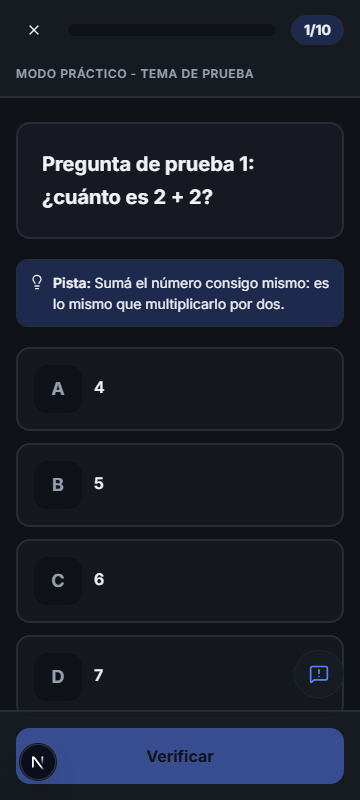 1/10
MODO PRÁCTICO - TEMA DE PRUEBA
Pregunta de prueba 1:
¿cuánto es 2 + 2?
Pista: Sumá el número consigo mismo: es
lo mismo que multiplicarlo por dos.
A 4
B 5
C 6
D 7
N Verificar